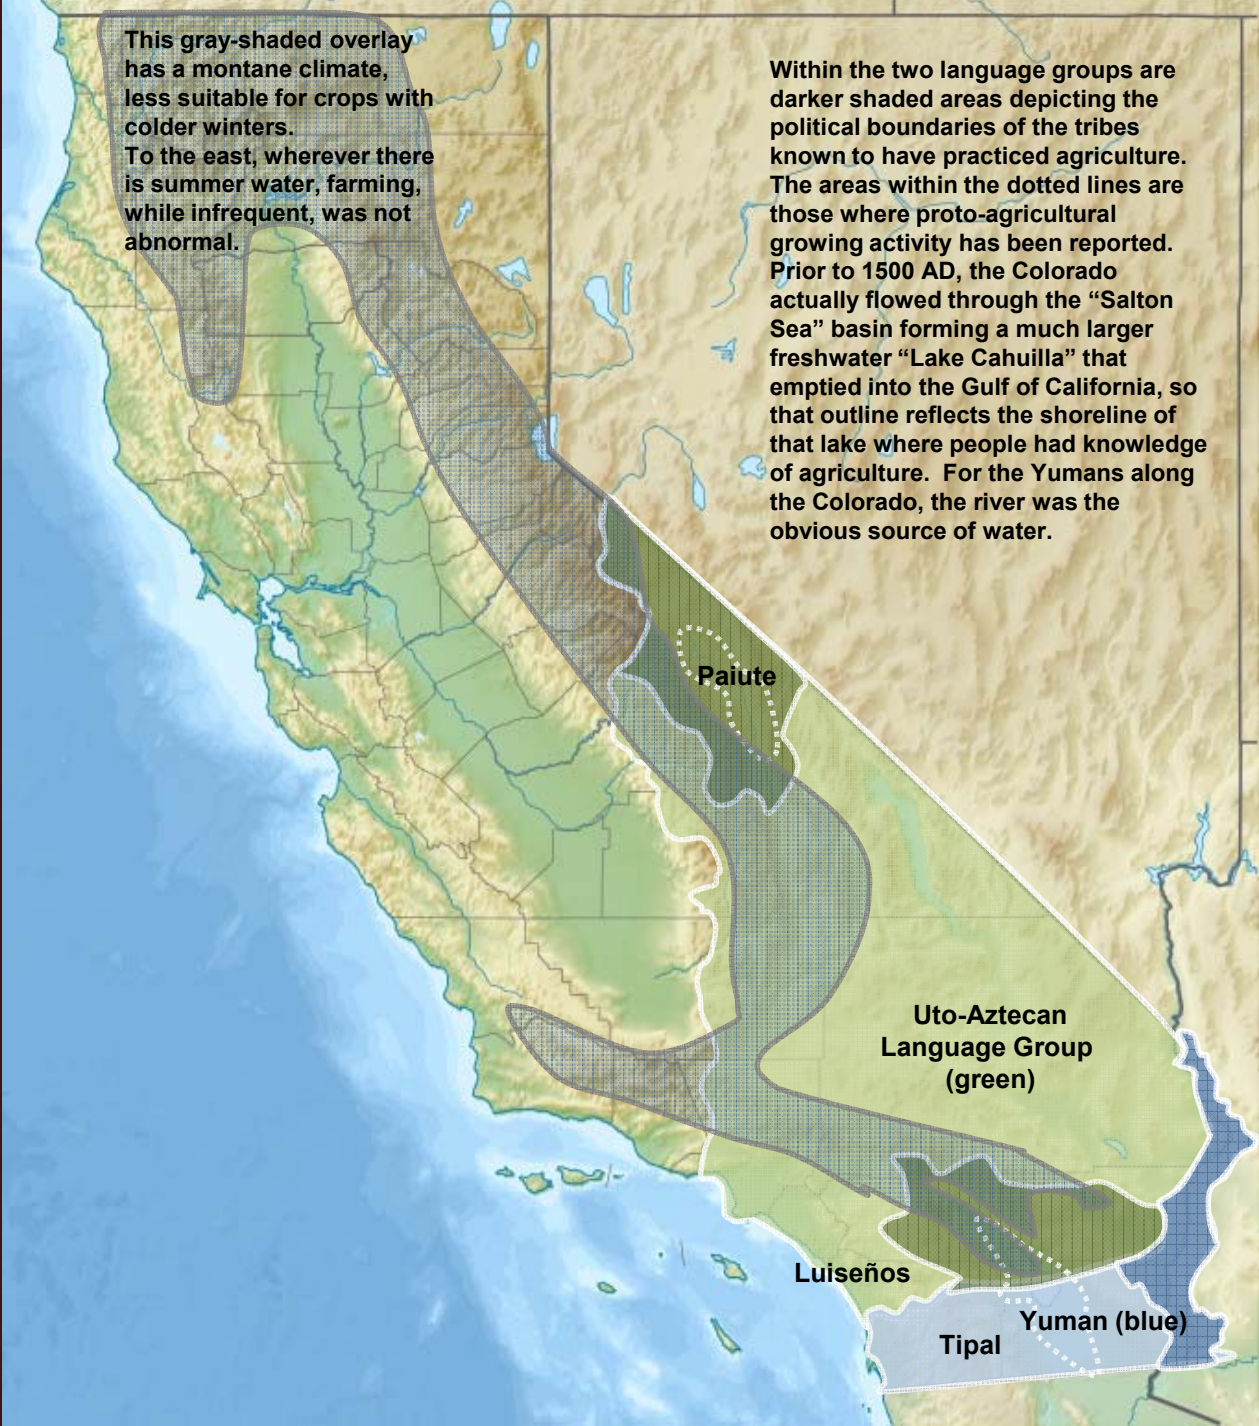 This gray-shaded overlay
has a montane climate,
less suitable for crops with
colder winters.
To the east, wherever there
is summer water, farming,
while infrequent, was not
abnormal.
Within the two language groups are
darker shaded areas depicting the
political boundaries of the tribes
known to have practiced agriculture.
The areas within the dotted lines are
those where proto-agricultural
growing activity has been reported.
Prior to 1500 AD, the Colorado
actually flowed through the “Salton
Sea” basin forming a much larger
freshwater “Lake Cahuilla” that
emptied into the Gulf of California, so
that outline reflects the shoreline of
that lake where people had knowledge
of agriculture.  For the Yumans along
the Colorado, the river was the
obvious source of water.
Paiute
Uto-Aztecan
Language Group
(green)
Luiseños
Yuman (blue)
Tipal